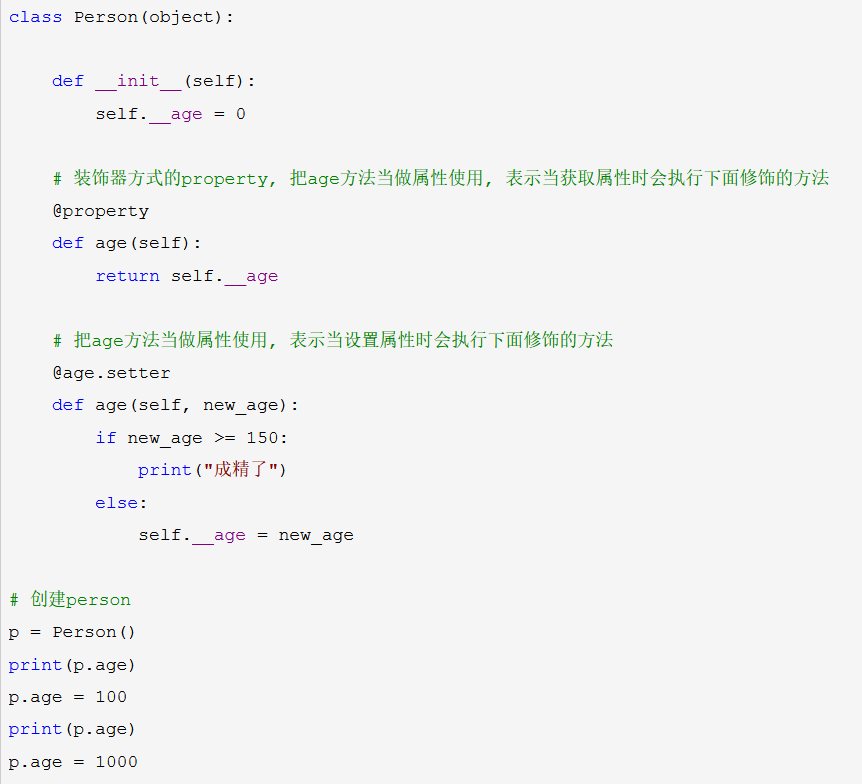 class Person(object):
    def __init__(self):
        self.__age = 0
    # 装饰器方式的property, 把age方法当做属性使用, 表示当获取属性时会执行下面修饰的方法
    @property
    def age(self):
        return self.__age
    # 把age方法当做属性使用, 表示当设置属性时会执行下面修饰的方法
    @age.setter
    def age(self, new_age):
        if new_age >= 150:
            print("成精了")
        else:
            self.__age = new_age
# 创建person
p = Person()
print(p.age)
p.age = 100
print(p.age)
p.age = 1000